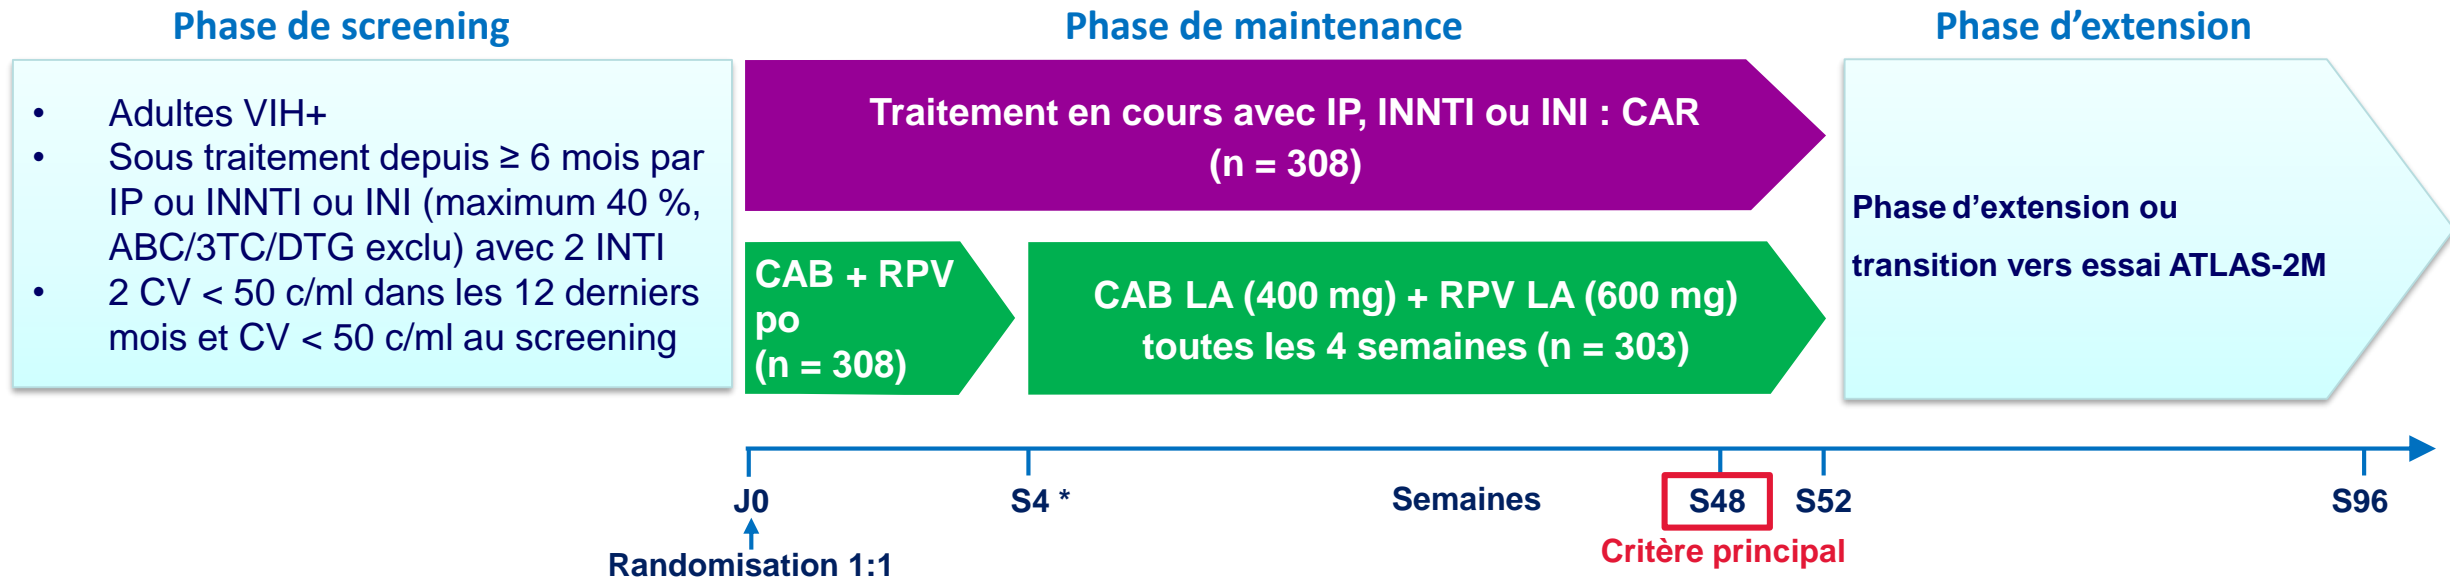 Phase de screening
Phase de maintenance
Phase d’extension
• Adultes VIH+
• Sous traitement depuis ≥ 6 mois par
IP ou INNTI ou INI (maximum 40 %,
ABC/3TC/DTG exclu) avec 2 INTI
• 2 CV < 50 c/ml dans les 12 derniers
mois et CV < 50 c/ml au screening
Traitement en cours avec IP, INNTI ou INI : CAR
(n = 308)
CAB + RPV
po
(n = 308)
CAB LA (400 mg) + RPV LA (600 mg)
toutes les 4 semaines (n = 303)
Phase d’extension ou
transition vers essai ATLAS-2M
J0
S4 *
Semaines
S48
S52
S96
Randomisation 1:1
Critère principal